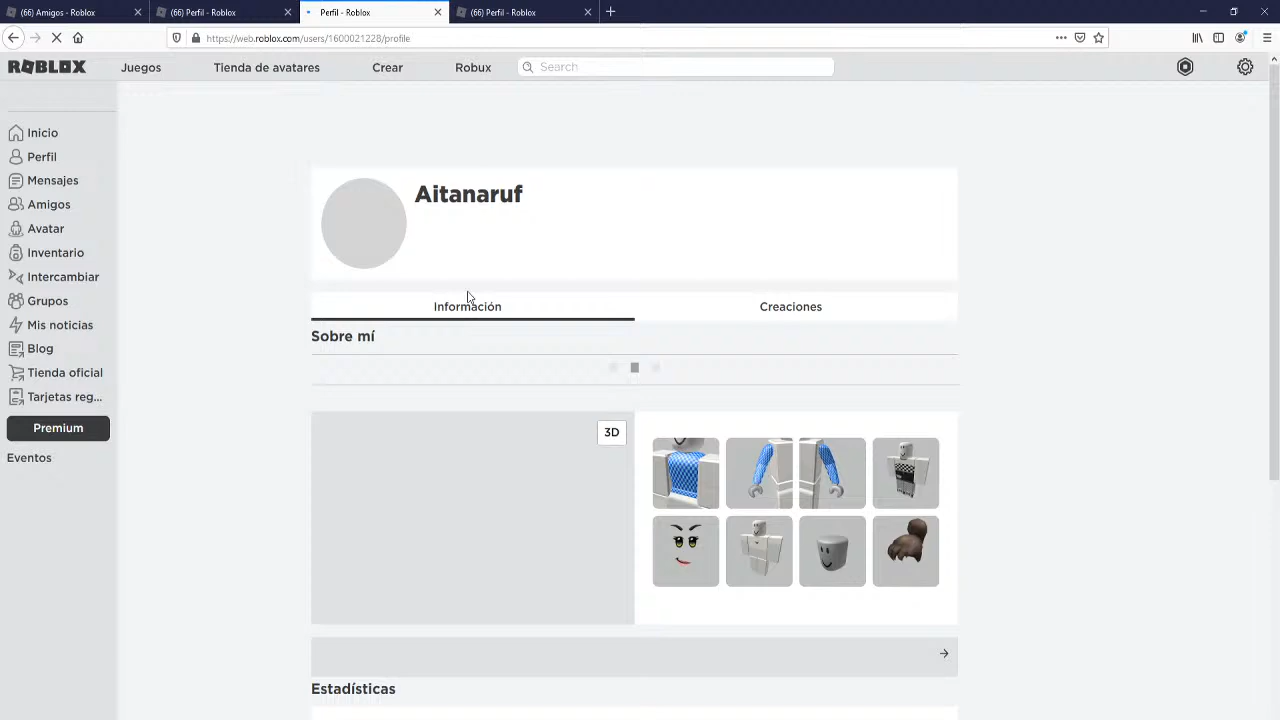 (66) Amigos - Roblox
(66) Perfil - Roblox
Perfil - Roblox
(66) Perfil - Roblox
https://web.roblox.com/users/1600021228/profile
ROBLOX
Juegos
Tienda de avatares
Crear
Robux
Search
Inicio
Perfil
Mensajes
Amigos
Avatar
Inventario
Intercambiar
Grupos
Mis noticias
Blog
Tienda oficial
Tarjetas reg...
Premium
Eventos
Aitanaruf
Información
Creaciones
Sobre mí
3D
Estadísticas